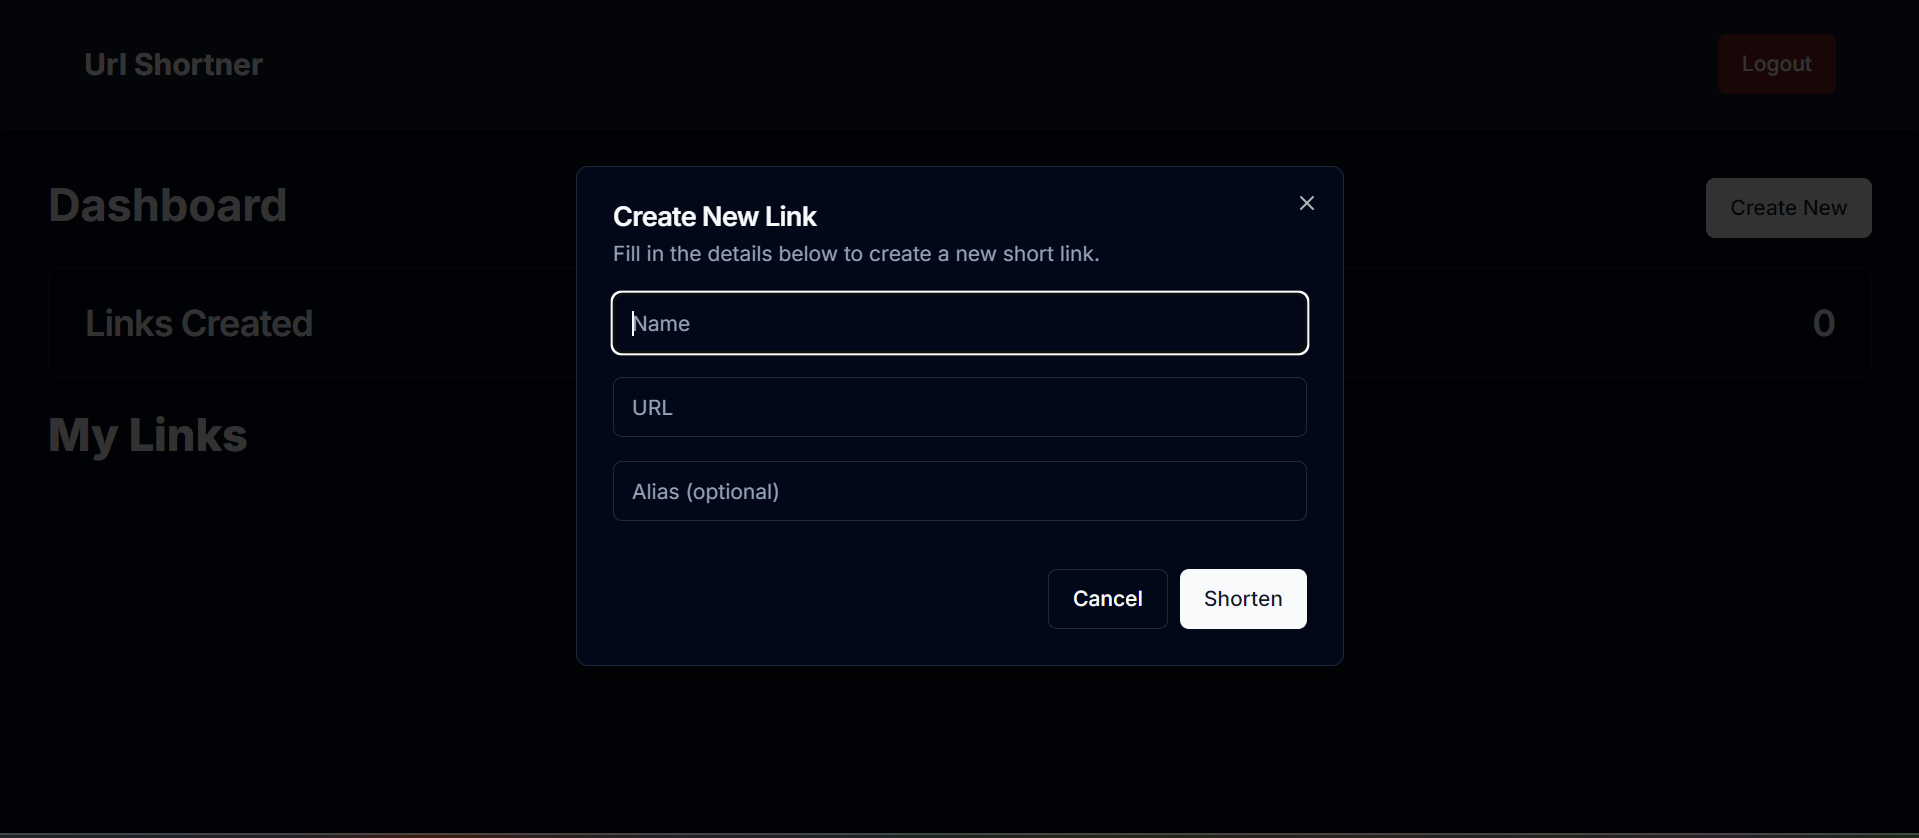 Url Shortner
Logout
Dashboard
Create New
Links Created
0
My Links
Create New Link
Fill in the details below to create a new short link.
Name
URL
Alias (optional)
Cancel
Shorten